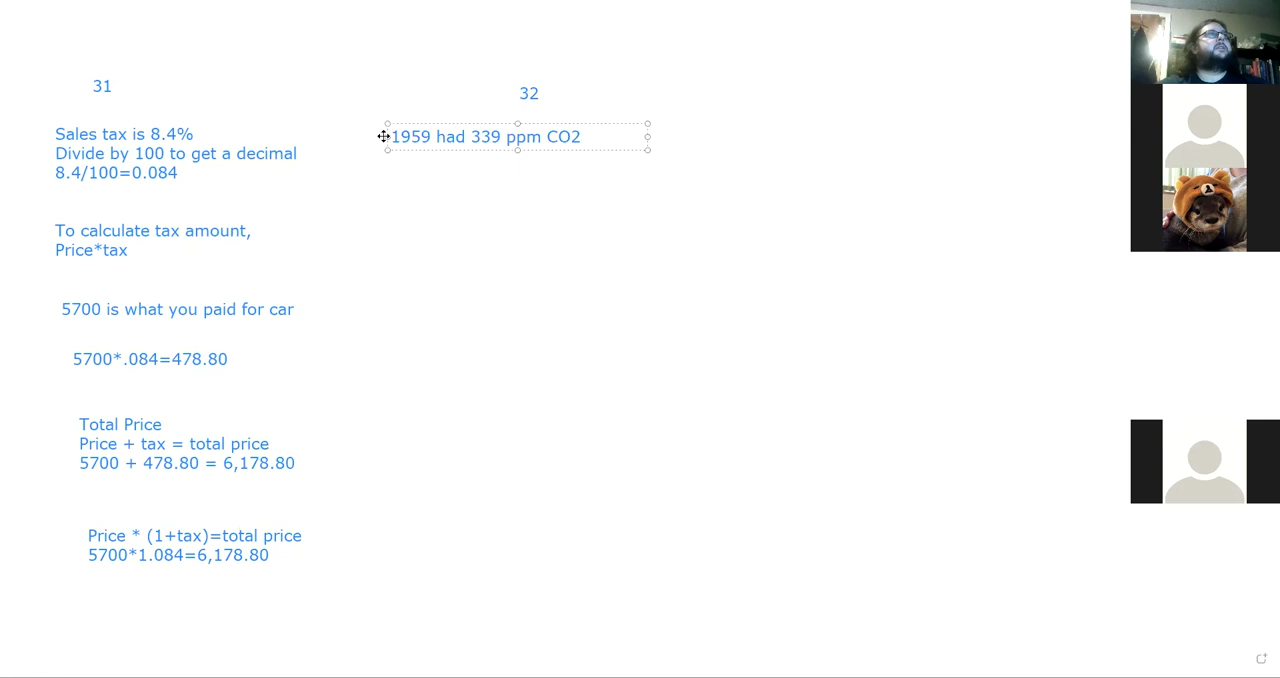 31
Sales tax is 8.4%
Divide by 100 to get a decimal
8.4/100=0.084
To calculate tax amount,
Price*tax
5700 is what you paid for car
5700*.084=478.80
Total Price
Price + tax = total price
5700 + 478.80 = 6,178.80
Price * (1+tax)=total price
5700*1.084=6,178.80
32
1959 had 339 ppm CO2